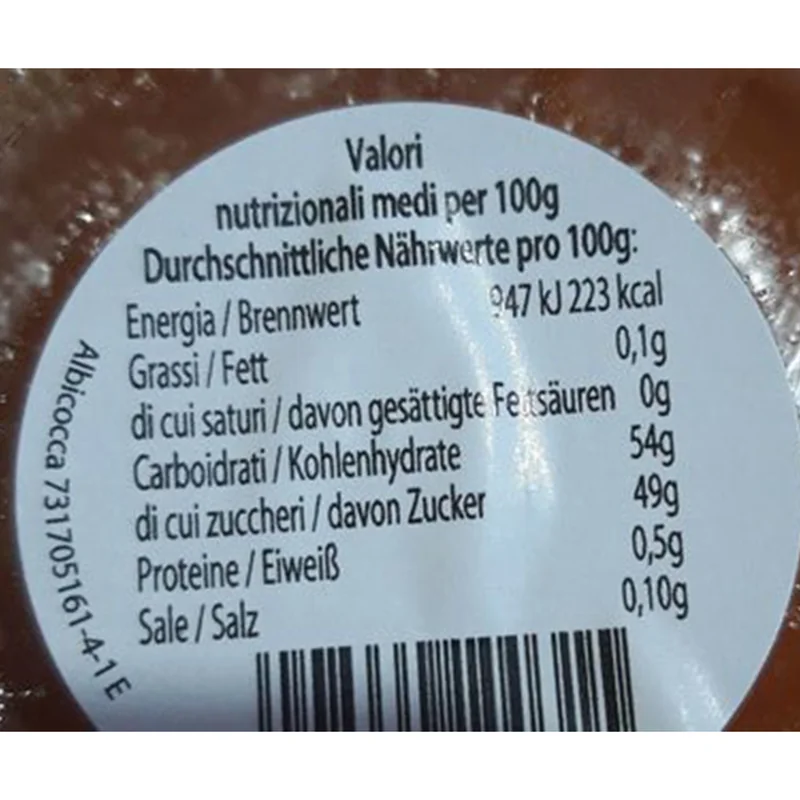 Valori
nutrizionali medi per 100g
Durchschnittliche Nährwerte pro 100g:
Energia / Brennwert 947 kJ 223 kcal
Grassi / Fett 0,1g
di cui saturi / davon gesättigte Fettsäuren 0g
Carboidrati / Kohlenhydrate 54g
di cui zuccheri / davon Zucker 49g
Proteine / Eiweiß 0,5g
Sale / Salz 0,10g
Albicocca 731705161-4-1 E